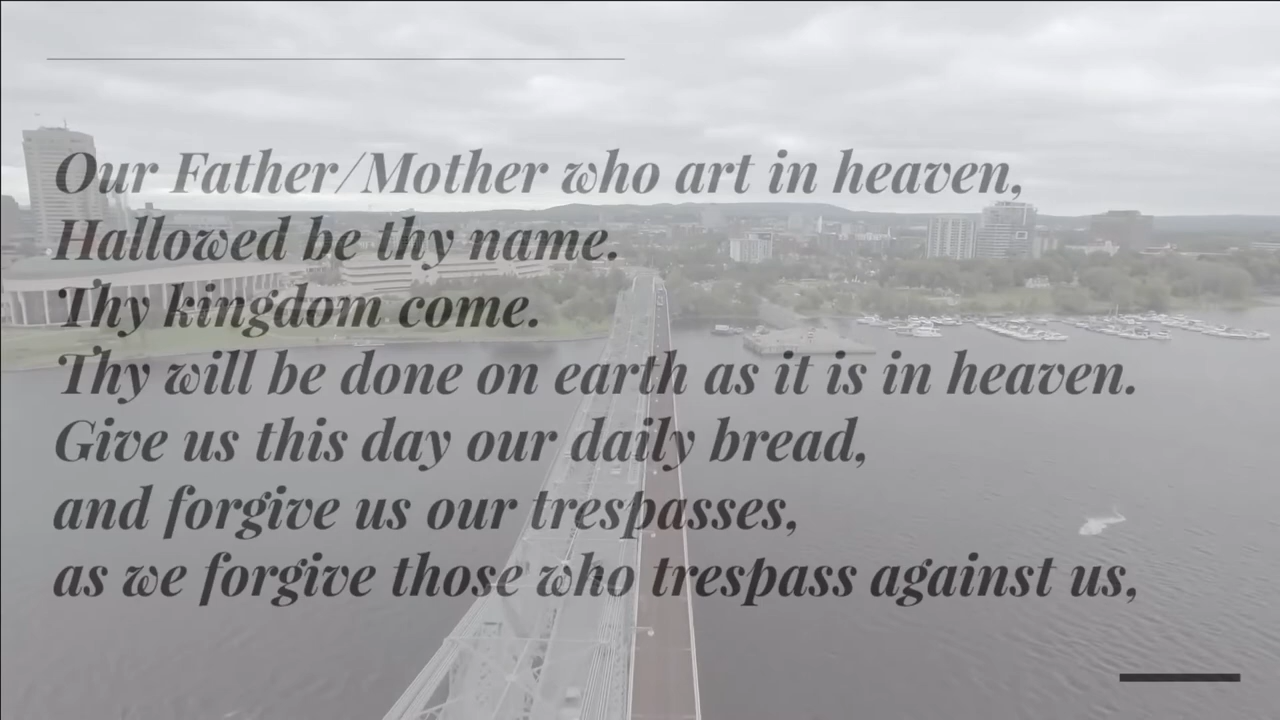 Our Father/Mother who art in heaven,
Hallowed be thy name.
Thy kingdom come.
Thy will be done on earth as it is in heaven.
Give us this day our daily bread,
and forgive us our trespasses,
as we forgive those who trespass against us,